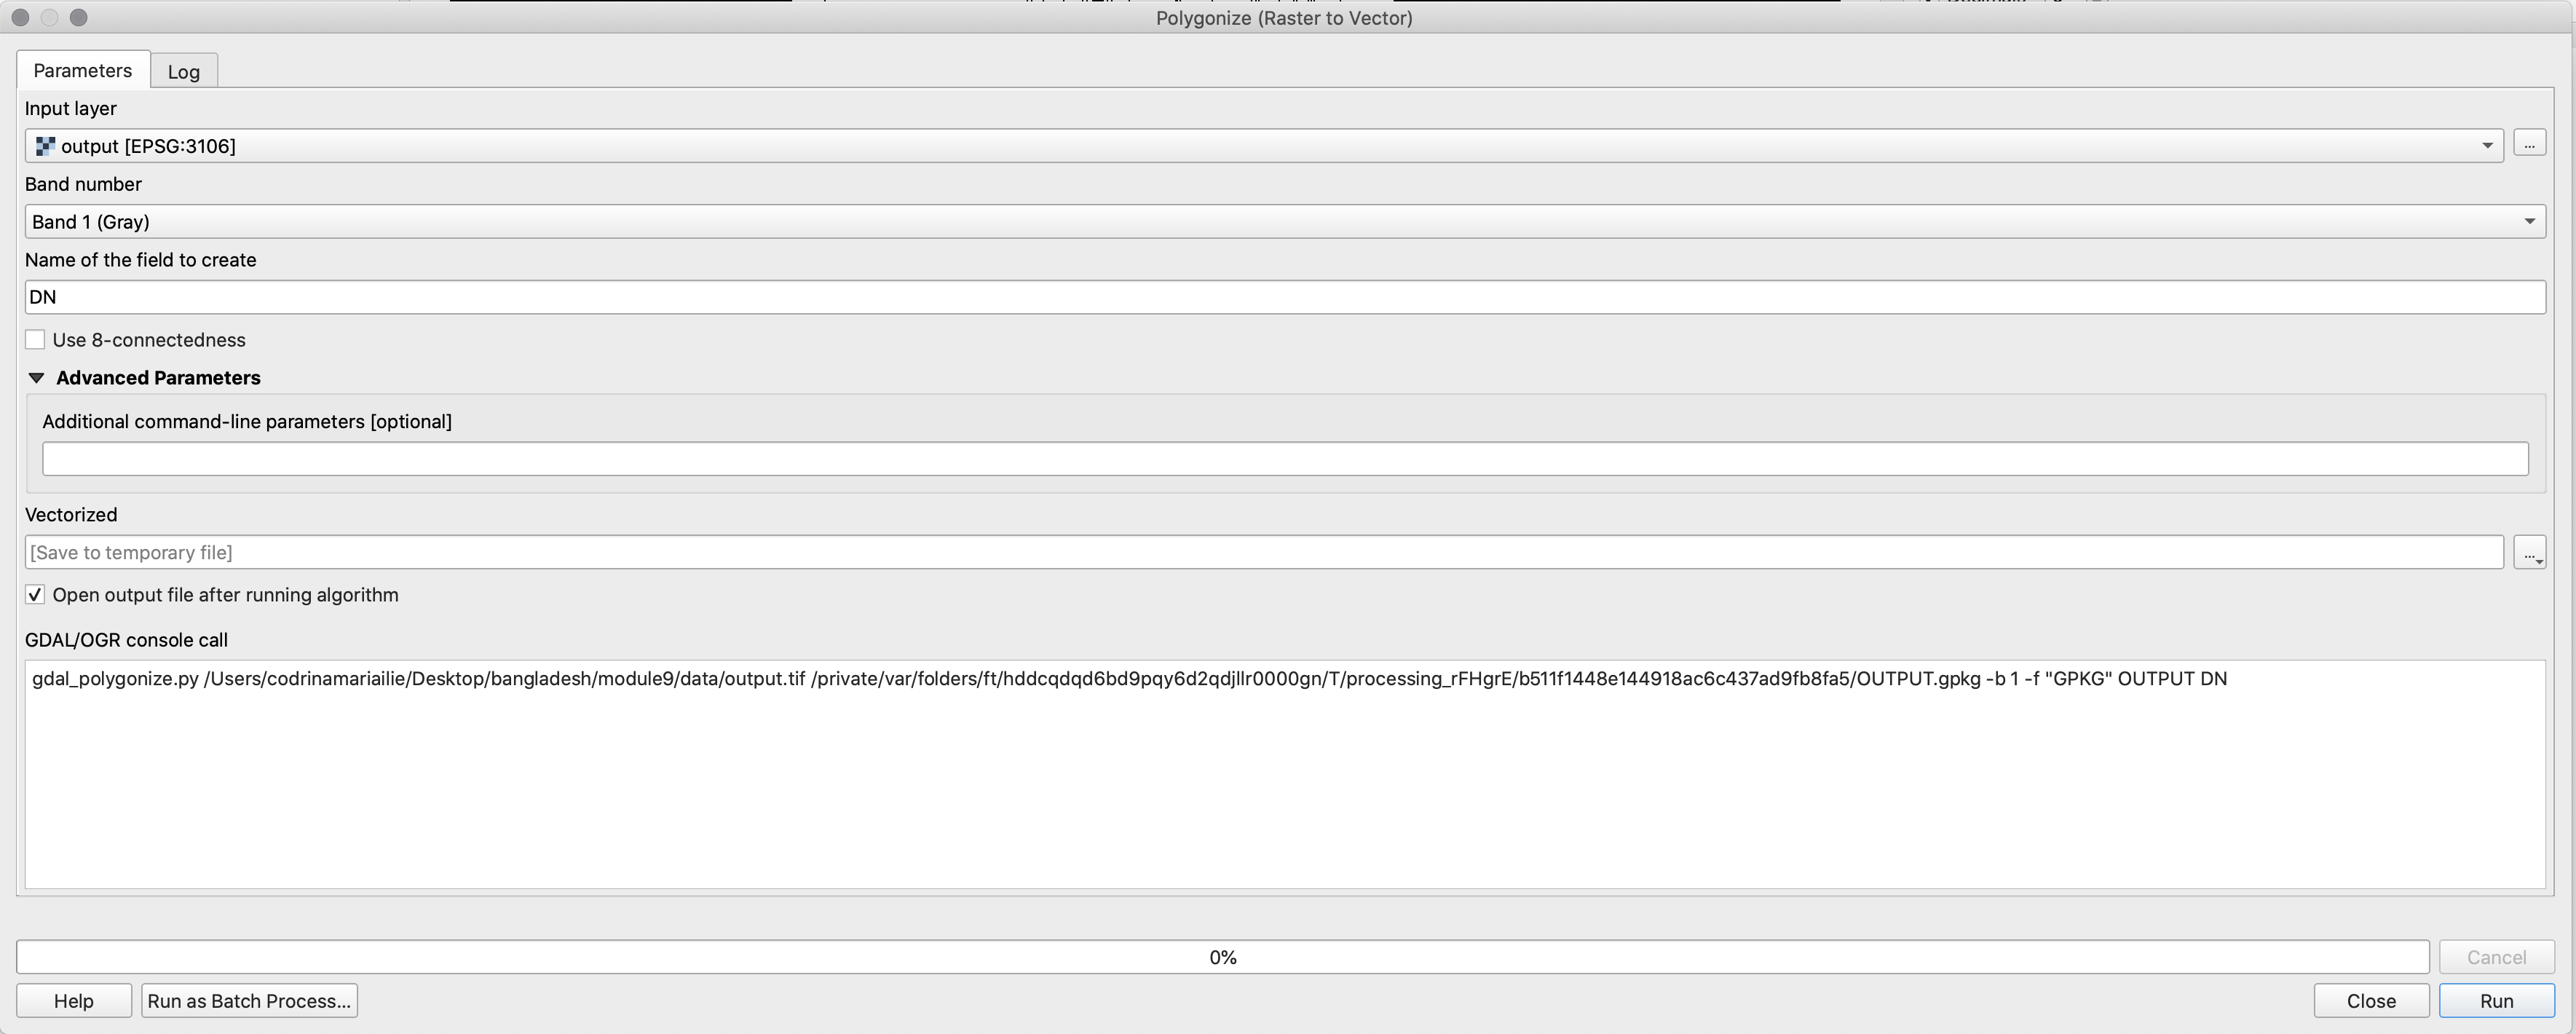 Polygonize (Raster to Vector)
Parameters
Log
Input layer
output [EPSG:3106]
...
Band number
Band 1 (Gray)
Name of the field to create
DN
Use 8-connectedness
Advanced Parameters
Additional command-line parameters [optional]
Vectorized
[Save to temporary file]
...
Open output file after running algorithm
GDAL/OGR console call
gdal_polygonize.py /Users/codrinamariailie/Desktop/bangladesh/module9/data/output.tif /private/var/folders/ft/hddcqdqd6bd9pqy6d2qdjllr0000gn/T/processing_rFHgrE/b511f1448e144918ac6c437ad9fb8fa5/OUTPUT.gpkg -b 1 -f "GPKG" OUTPUT DN
0%
Cancel
Help
Run as Batch Process...
Close
Run